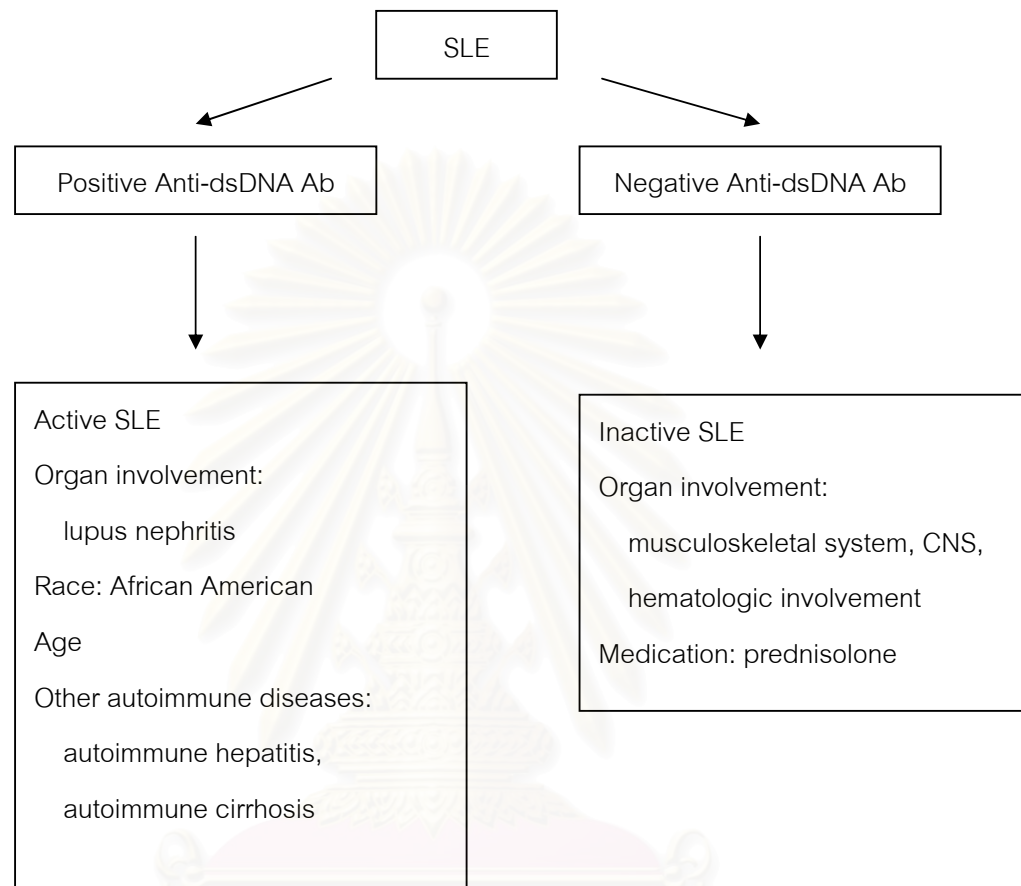 SLE
Positive Anti-dsDNA Ab
Negative Anti-dsDNA Ab
Active SLE
Organ involvement:
lupus nephritis
Race: African American
Age
Other autoimmune diseases:
autoimmune hepatitis,
autoimmune cirrhosis
Inactive SLE
Organ involvement:
musculoskeletal system, CNS,
hematologic involvement
Medication: prednisolone